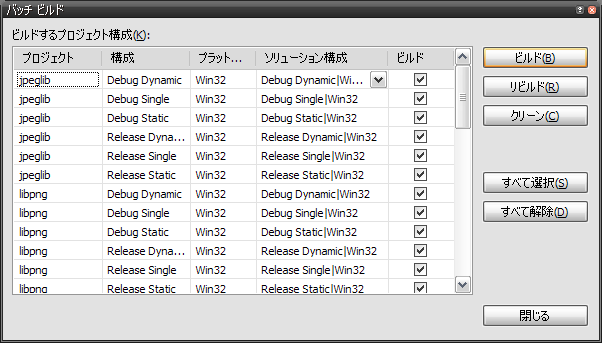 バッチ ビルド
ビルドするプロジェクト構成(K):
プロジェクト 構成 プラット... ソリューション構成 ビルド
jpeglib Debug Dynamic Win32 Debug Dynamic|Wi...
jpeglib Debug Single Win32 Debug Single|Win32
jpeglib Debug Static Win32 Debug Static|Win32
jpeglib Release Dyna... Win32 Release Dynamic|Win32
jpeglib Release Single Win32 Release Single|Win32
jpeglib Release Static Win32 Release Static|Win32
libpng Debug Dynamic Win32 Debug Dynamic|Win32
libpng Debug Single Win32 Debug Single|Win32
libpng Debug Static Win32 Debug Static|Win32
libpng Release Dyna... Win32 Release Dynamic|Win32
libpng Release Single Win32 Release Single|Win32
libpng Release Static Win32 Release Static|Win32
ビルド(B)
リビルド(R)
クリーン(C)
すべて選択(S)
すべて解除(D)
閉じる